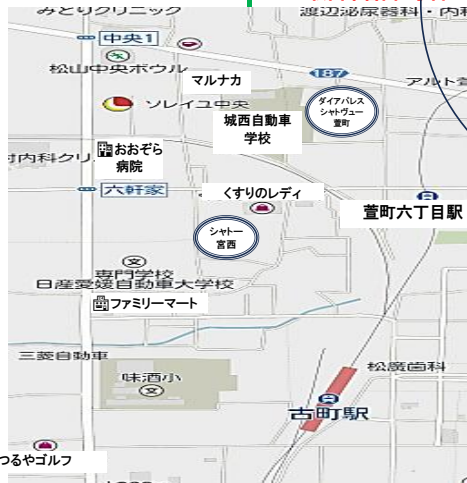 みどりクリニック
渡辺泌尿器科・内科
中央1
松山中央ボウル
マルナカ
187
アルト萱
ソレイユ中央
ダイアパレス
シャトヴュー
萱町
城西自動車
学校
おおぞら
病院
村内科クリ
六軒家
くすりのレディ
萱町六丁目駅
シャトー
宮西
専門学校
日産愛媛自動車大学校
ファミリーマート
三菱自動車
味酒小
松廣歯科
古町駅
つるやゴルフ